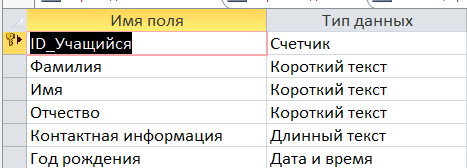 Имя поля Тип данных
ID_Учащийся Счетчик
Фамилия Короткий текст
Имя Короткий текст
Отчество Короткий текст
Контактная информация Длинный текст
Год рождения Дата и время